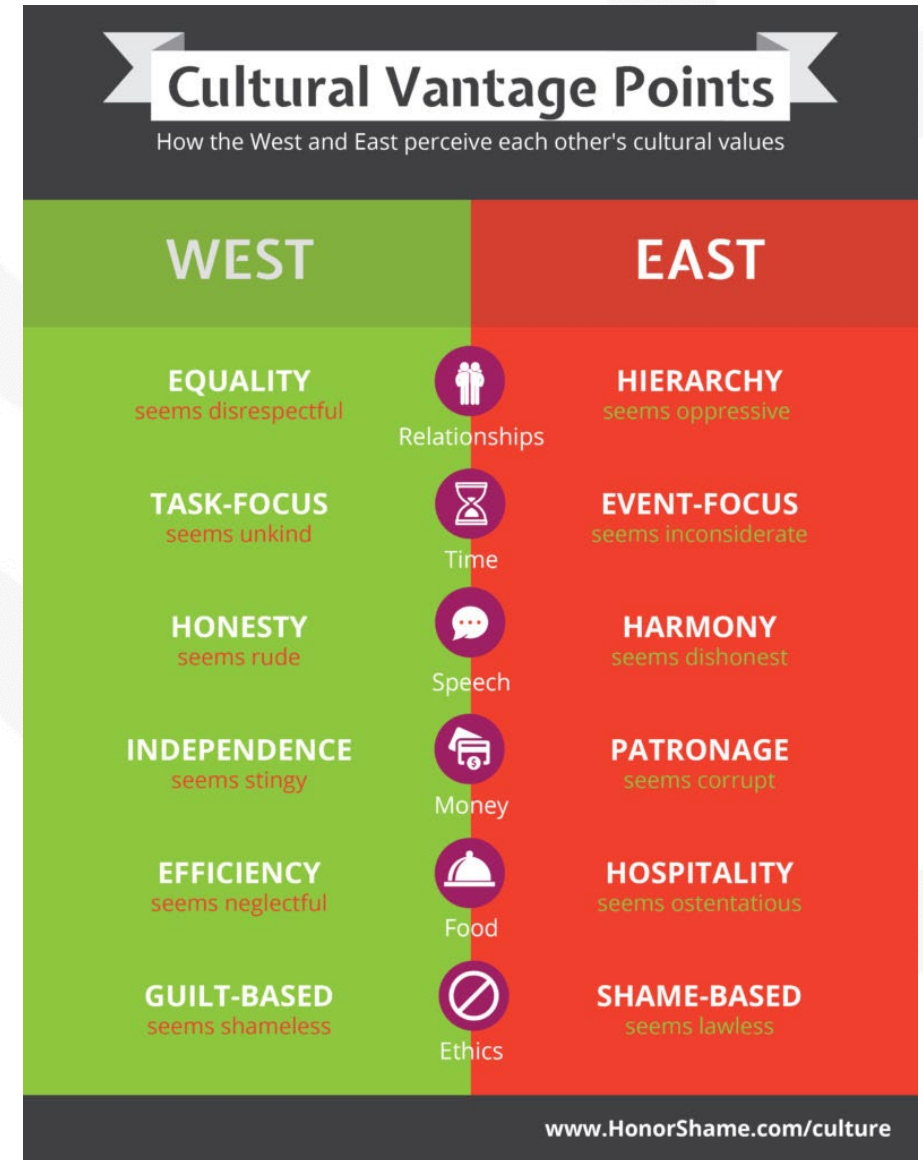 Cultural Vantage Points
How the West and East perceive each other's cultural values
WEST
EAST
EQUALITY
seems disrespectful
Relationships
HIERARCHY
seems oppressive
TASK-FOCUS
seems unkind
Time
EVENT-FOCUS
seems inconsiderate
HONESTY
seems rude
Speech
HARMONY
seems dishonest
INDEPENDENCE
seems stingy
$
Money
PATRONAGE
seems corrupt
EFFICIENCY
seems neglectful
Food
HOSPITALITY
seems ostentatious
GUILT-BASED
seems shameless
Ethics
SHAME-BASED
seems lawless
www.HonorShame.com/culture